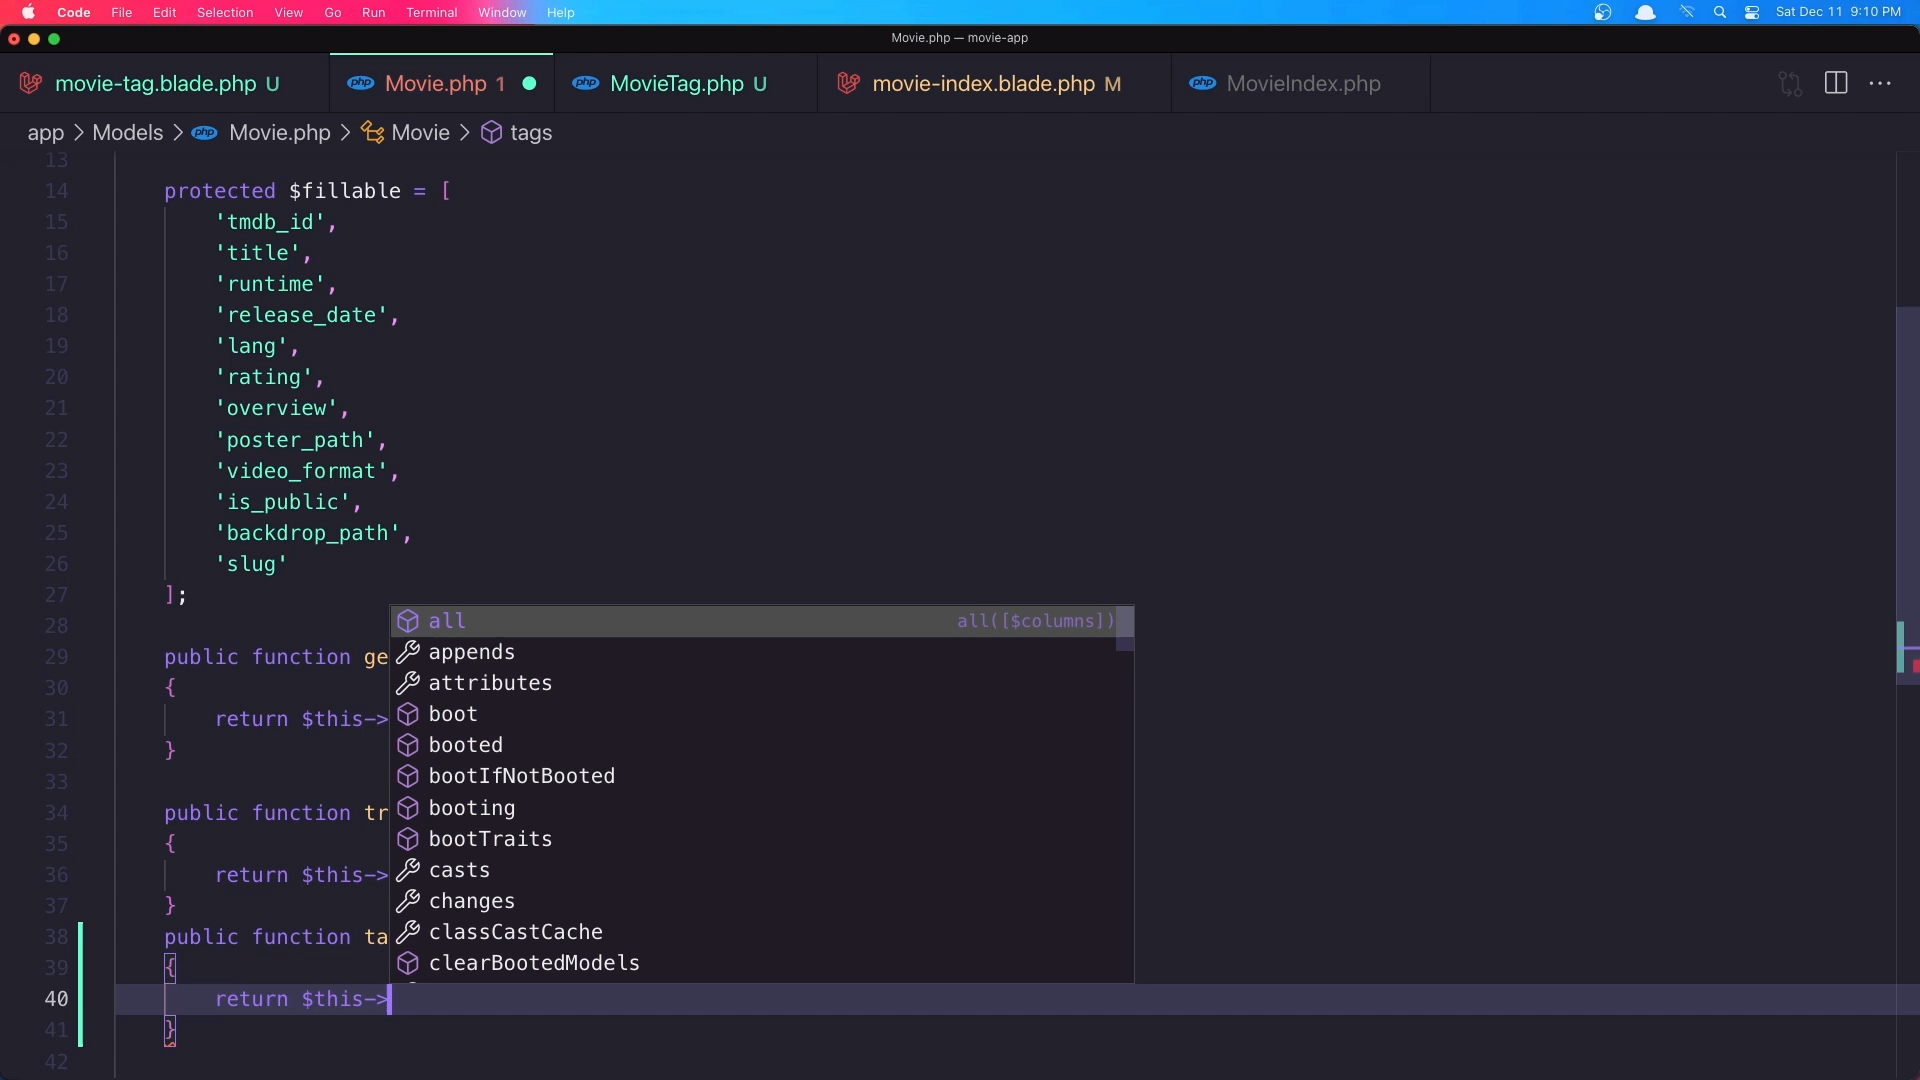 Code File Edit Selection View Go Run Terminal Window Help Sat Dec 11 9:10 PM
Movie.php — movie-app
movie-tag.blade.php U php Movie.php 1 php MovieTag.php U movie-index.blade.php M php MovieIndex.php
app > Models > php Movie.php > Movie > tags
13
14 protected $fillable = [
15 'tmdb_id',
16 'title',
17 'runtime',
18 'release_date',
19 'lang',
20 'rating',
21 'overview',
22 'poster_path',
23 'video_format',
24 'is_public',
25 'backdrop_path',
26 'slug'
27 ];
28
29 public function ge
30 {
31 return $this->
32 }
33
34 public function tr
35 {
36 return $this->
37 }
38 public function ta
39 {
40 return $this->
41 }
42
all all([$columns])
appends
attributes
boot
booted
bootIfNotBooted
booting
bootTraits
casts
changes
classCastCache
clearBootedModels